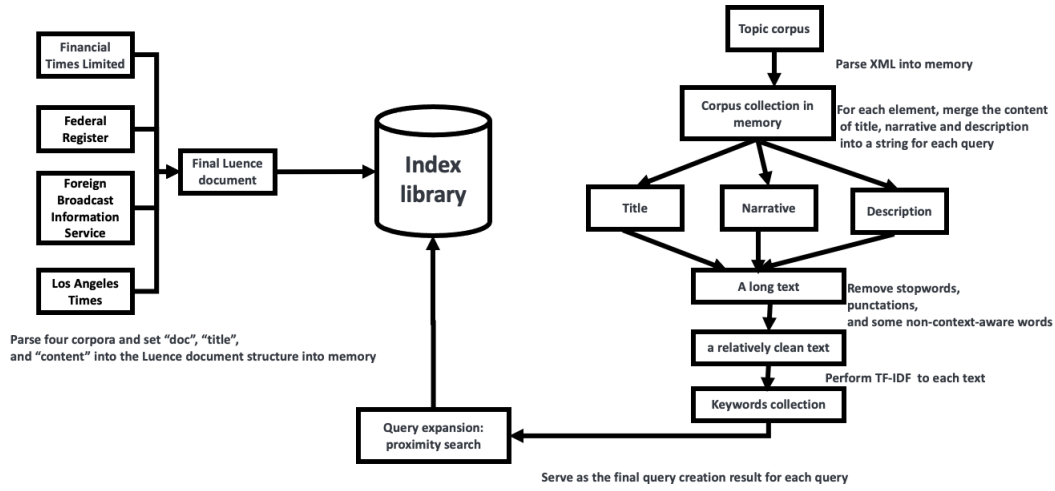 Financial
Times Limited
Federal
Register
Foreign
Broadcast
Information
Service
Los Angeles
Times
Final Luence
document
Parse four corpora and set “doc”, “title”,
and “content” into the Luence document structure into memory
Index
library
Query expansion:
proximity search
Topic corpus
Parse XML into memory
Corpus collection in
memory
For each element, merge the content
of title, narrative and description
into a string for each query
Title
Narrative
Description
A long text
Remove stopwords,
punctations,
and some non-context-aware words
a relatively clean text
Perform TF-IDF to each text
Keywords collection
Serve as the final query creation result for each query